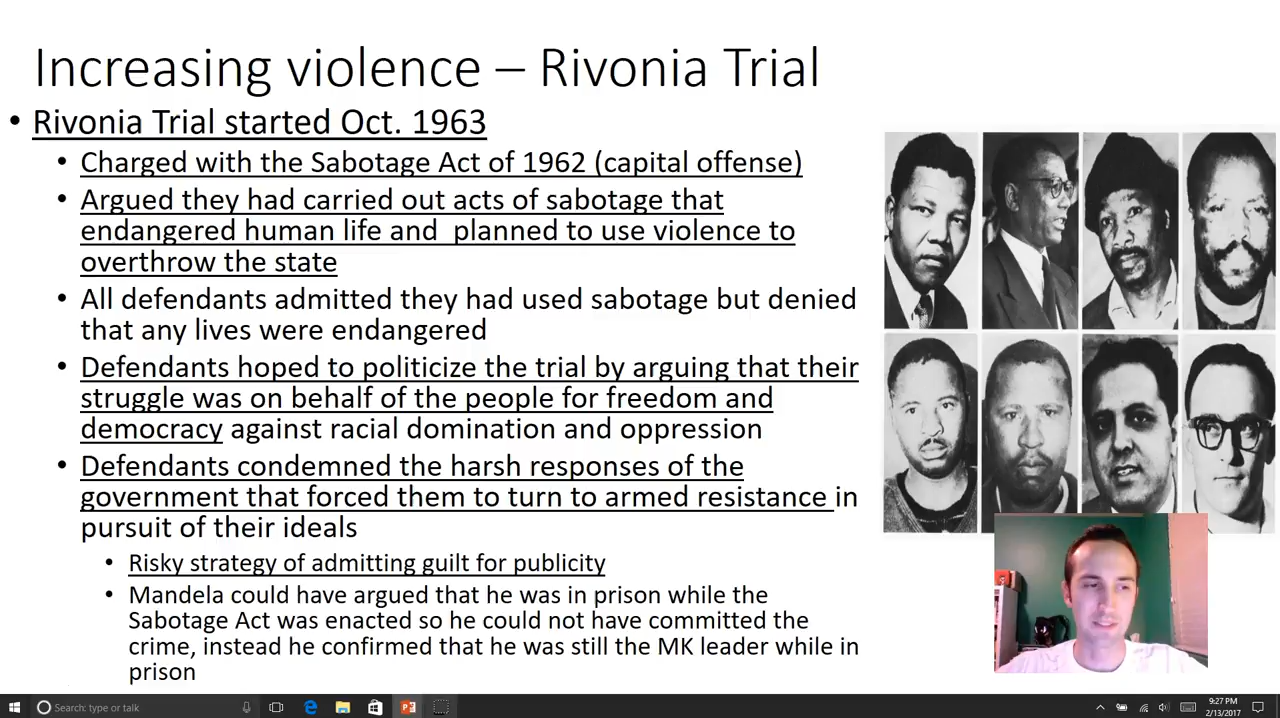 Increasing violence – Rivonia Trial
• Rivonia Trial started Oct. 1963
• Charged with the Sabotage Act of 1962 (capital offense)
• Argued they had carried out acts of sabotage that
endangered human life and  planned to use violence to
overthrow the state
• All defendants admitted they had used sabotage but denied
that any lives were endangered
• Defendants hoped to politicize the trial by arguing that their
struggle was on behalf of the people for freedom and
democracy against racial domination and oppression
• Defendants condemned the harsh responses of the
government that forced them to turn to armed resistance in
pursuit of their ideals
• Risky strategy of admitting guilt for publicity
• Mandela could have argued that he was in prison while the
Sabotage Act was enacted so he could not have committed the
crime, instead he confirmed that he was still the MK leader while in
prison
Search: type or talk
9:27 PM
2/13/2017